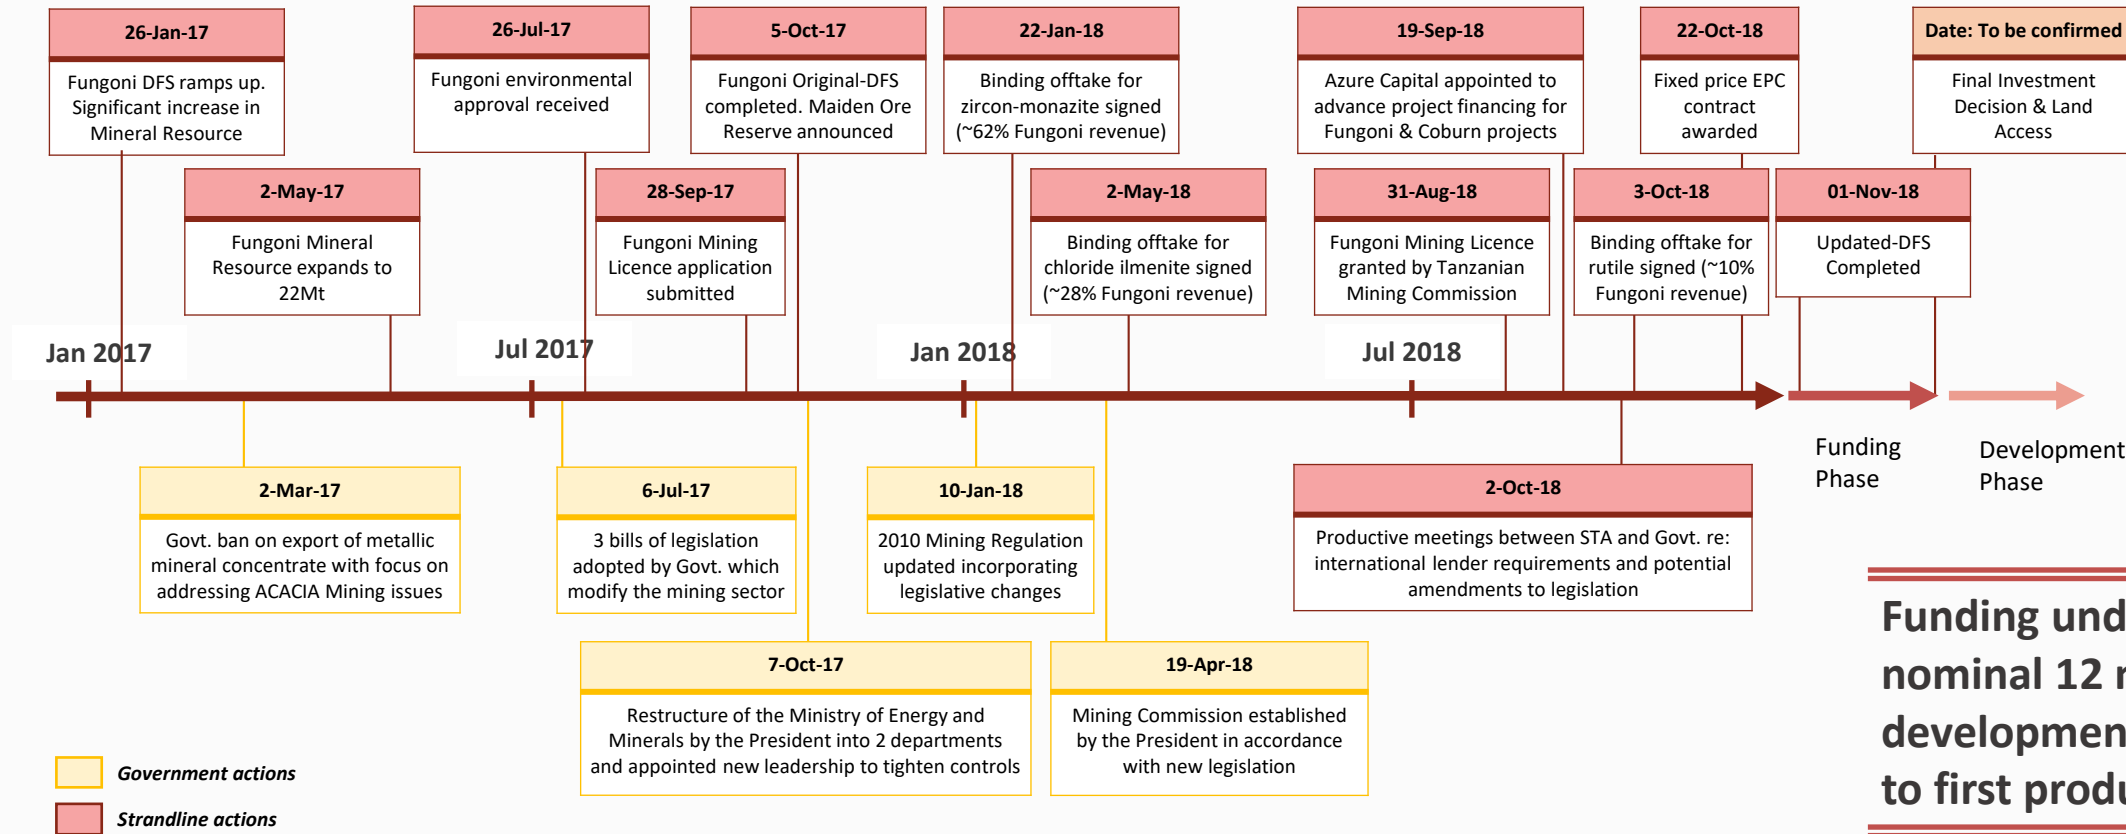 26-Jan-17
Fungoni DFS ramps up.
Significant increase in
Mineral Resource
26-Jul-17
Fungoni environmental
approval received
5-Oct-17
Fungoni Original-DFS
completed. Maiden Ore
Reserve announced
22-Jan-18
Binding offtake for
zircon-monazite signed
(~62% Fungoni revenue)
19-Sep-18
Azure Capital appointed to
advance project financing for
Fungoni & Coburn projects
22-Oct-18
Fixed price EPC
contract
awarded
Date: To be confirmed
Final Investment
Decision & Land
Access
2-May-17
Fungoni Mineral
Resource expands to
22Mt
28-Sep-17
Fungoni Mining
Licence application
submitted
2-May-18
Binding offtake for
chloride ilmenite signed
(~28% Fungoni revenue)
31-Aug-18
Fungoni Mining Licence
granted by Tanzanian
Mining Commission
3-Oct-18
Binding offtake for
rutile signed (~10%
Fungoni revenue)
01-Nov-18
Updated-DFS
Completed
Jan 2017
Jul 2017
Jan 2018
Jul 2018
Funding
Phase
Development
Phase
2-Mar-17
Govt. ban on export of metallic
mineral concentrate with focus on
addressing ACACIA Mining issues
6-Jul-17
3 bills of legislation
adopted by Govt. which
modify the mining sector
10-Jan-18
2010 Mining Regulation
updated incorporating
legislative changes
2-Oct-18
Productive meetings between STA and Govt. re:
international lender requirements and potential
amendments to legislation
7-Oct-17
Restructure of the Ministry of Energy and
Minerals by the President into 2 departments
and appointed new leadership to tighten controls
19-Apr-18
Mining Commission established
by the President in accordance
with new legislation
Funding
nominal 12
to first
Government actions
Strandline actions